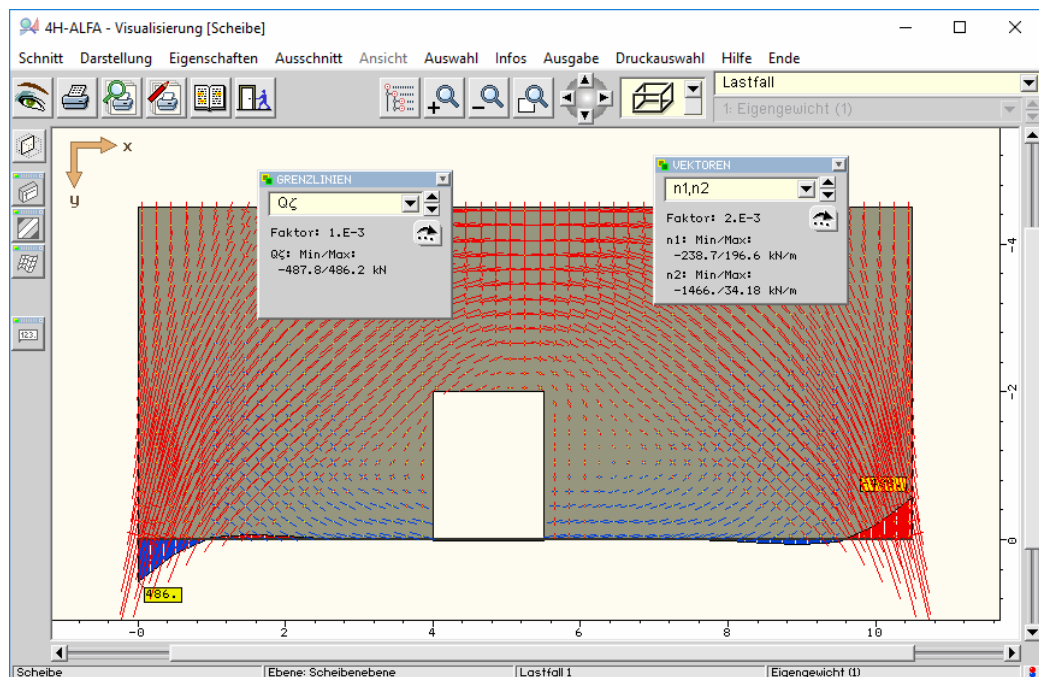 4H-ALFA - Visualisierung [Scheibe]
Schnitt Darstellung Eigenschaften Ausschnitt Ansicht Auswahl Infos Ausgabe Druckauswahl Hilfe Ende
Lastfall
1: Eigengewicht (1)
x
y
GRENZLINIEN
Qζ
Faktor: 1.E-3
Qζ: Min/Max:
-487.8/486.2 kN
VEKTOREN
n1,n2
Faktor: 2.E-3
n1: Min/Max:
-238.7/196.6 kN/m
n2: Min/Max:
-1466./34.18 kN/m
123.
-4
-2
0
486.
-0 2 4 6 8 10
Scheibe Ebene: Scheibenebene Lastfall 1 Eigengewicht (1)